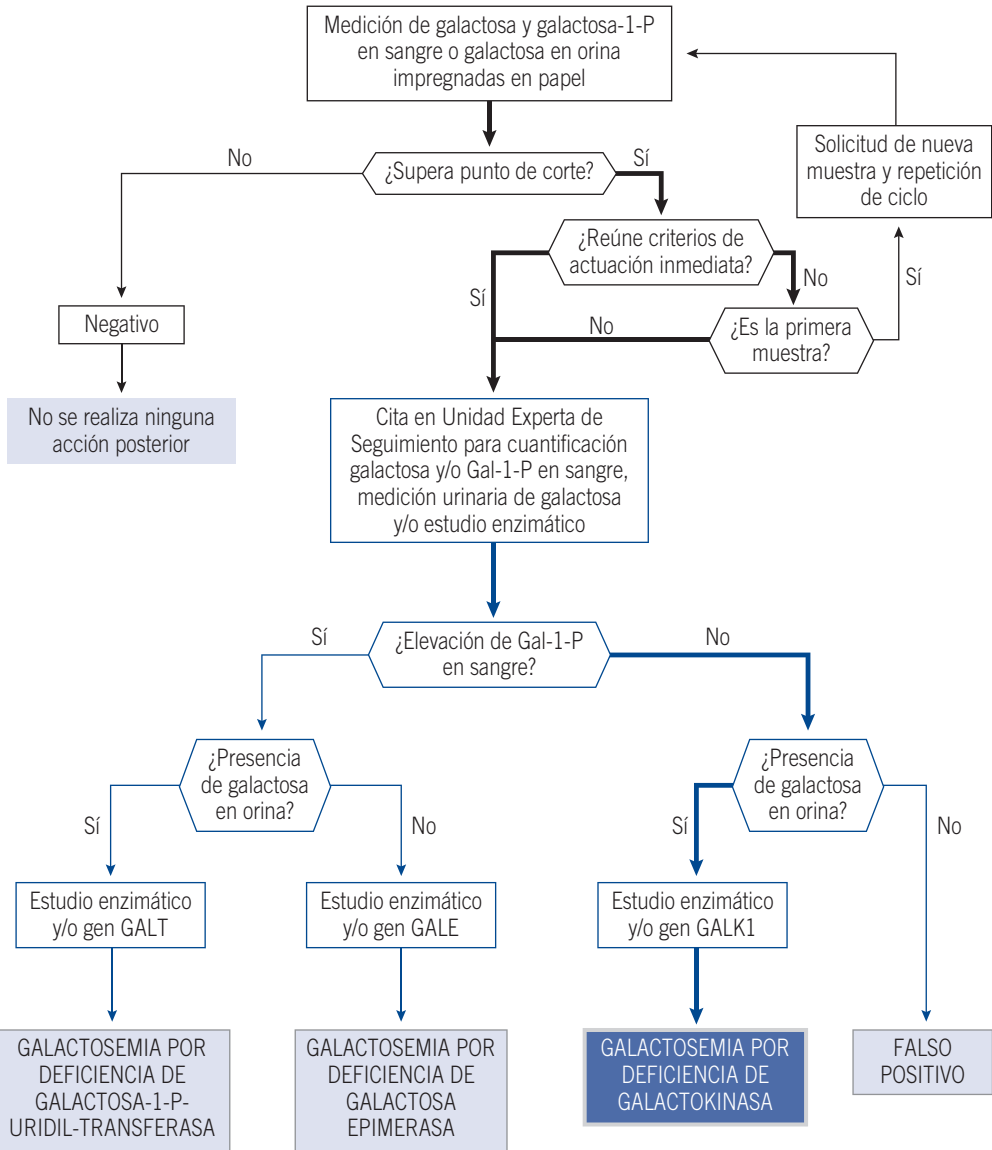 Medición de galactosa y galactosa-1-P
en sangre o galactosa en orina
impregnadas en papel
Solicitud de nueva
muestra y repetición
de ciclo
No
¿Supera punto de corte?
Sí
¿Reúne criterios de
actuación inmediata?
Sí
No
Sí
Negativo
No
¿Es la primera
muestra?
No se realiza ninguna
acción posterior
Cita en Unidad Experta de
Seguimiento para cuantificación
galactosa y/o Gal-1-P en sangre,
medición urinaria de galactosa
y/o estudio enzimático
Sí
¿Elevación de Gal-1-P
en sangre?
No
¿Presencia
de galactosa
en orina?
Sí
No
¿Presencia
de galactosa
en orina?
Sí
No
Estudio enzimático
y/o gen GALT
Estudio enzimático
y/o gen GALE
Estudio enzimático
y/o gen GALK1
GALACTOSEMIA POR
DEFICIENCIA DE
GALACTOSA-1-P-
URIDIL-TRANSFERASA
GALACTOSEMIA POR
DEFICIENCIA DE
GALACTOSA
EPIMERASA
GALACTOSEMIA POR
DEFICIENCIA DE
GALACTOKINASA
FALSO
POSITIVO